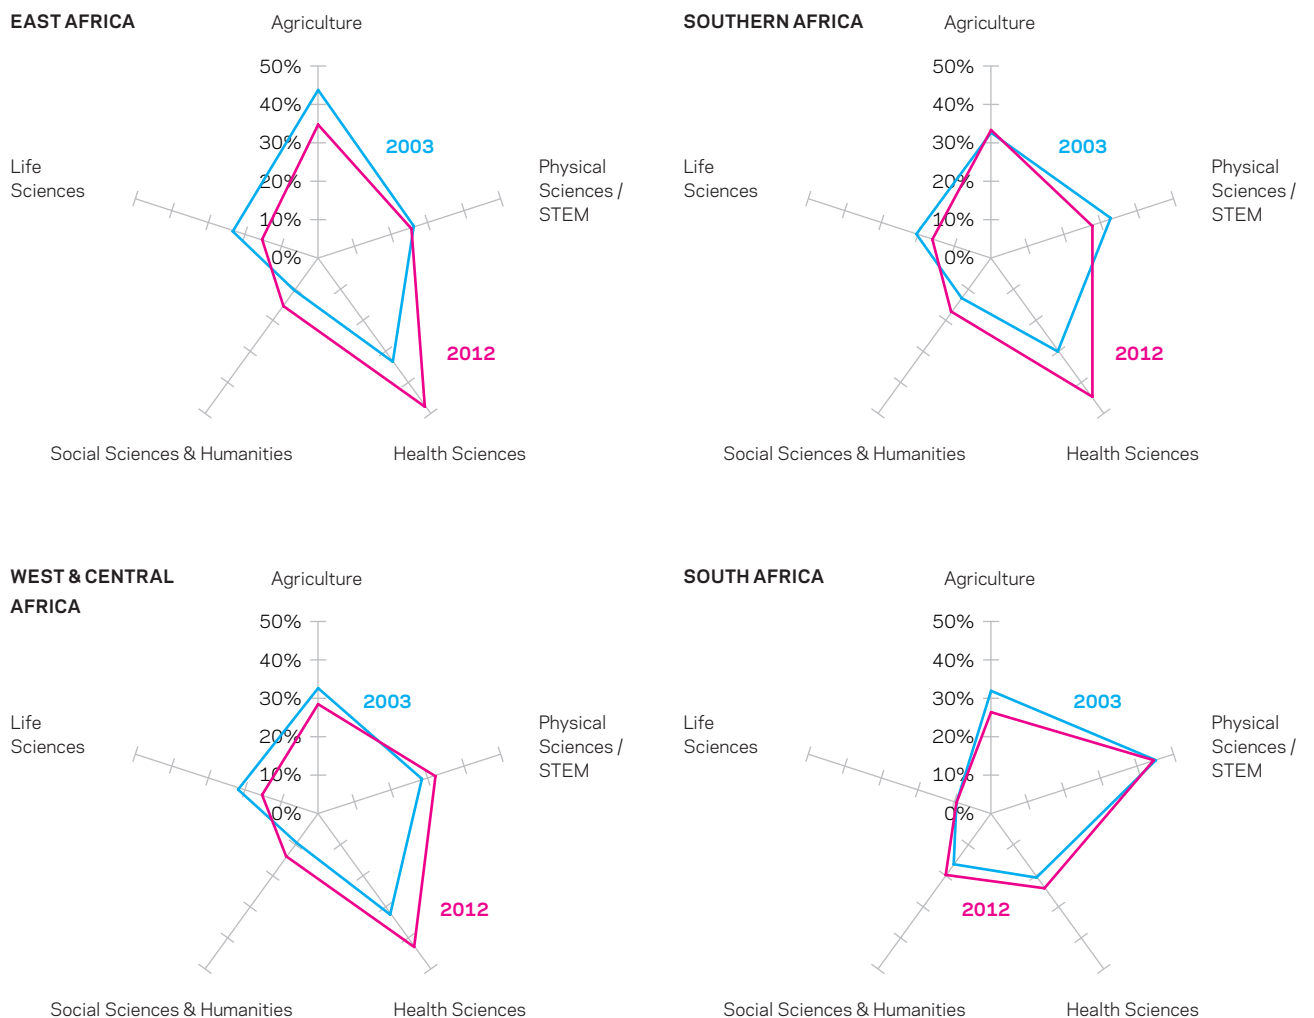 EAST AFRICA
Agriculture
50%
40%
30%
20%
10%
0%
2003
2012
Life
Sciences
Physical
Sciences /
STEM
Social Sciences & Humanities
Health Sciences
SOUTHERN AFRICA
Agriculture
50%
40%
30%
20%
10%
0%
2003
2012
Life
Sciences
Physical
Sciences /
STEM
Social Sciences & Humanities
Health Sciences
WEST & CENTRAL
AFRICA
Agriculture
50%
40%
30%
20%
10%
0%
2003
2012
Life
Sciences
Physical
Sciences /
STEM
Social Sciences & Humanities
Health Sciences
SOUTH AFRICA
Agriculture
50%
40%
30%
20%
10%
0%
2003
2012
Life
Sciences
Physical
Sciences /
STEM
Social Sciences & Humanities
Health Sciences